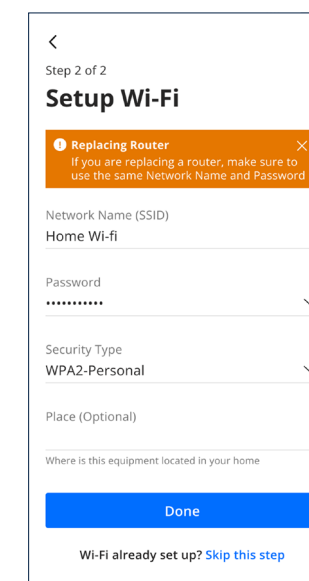 Step 2 of 2
Setup Wi-Fi
Replacing Router
If you are replacing a router, make sure to
use the same Network Name and Password
Network Name (SSID)
Home Wi-fi
Password
•••••••••••
Security Type
WPA2-Personal
Place (Optional)
Where is this equipment located in your home
Done
Wi-Fi already set up? Skip this step